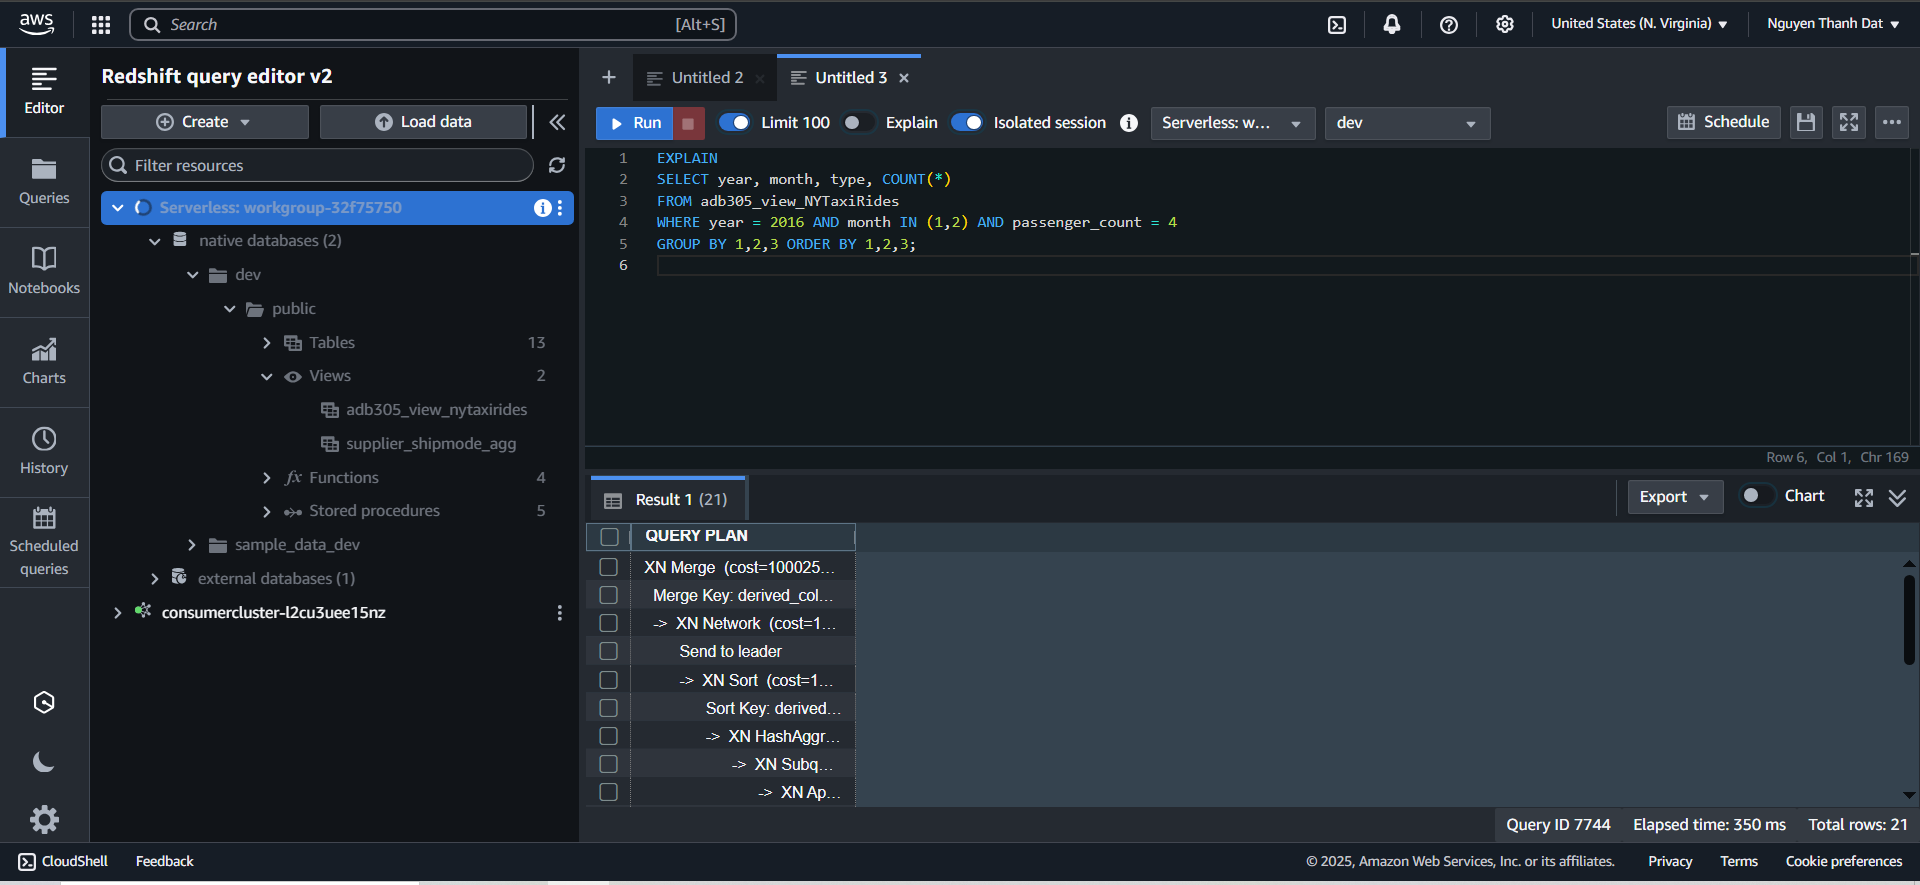 aws
Search
[Alt+S]
United States (N. Virginia)
Nguyen Thanh Dat
Editor
Queries
Notebooks
Charts
History
Scheduled
queries
Redshift query editor v2
Create
Load data
Filter resources
Serverless: workgroup-32f75750
native databases (2)
dev
public
Tables 13
Views 2
adb305_view_nytaxirides
supplier_shipmode_agg
fx Functions 4
Stored procedures 5
sample_data_dev
external databases (1)
consumercluster-l2cu3uee15nz
Untitled 2
Untitled 3
Run
Limit 100
Explain
Isolated session
Serverless: w...
dev
Schedule
1 EXPLAIN
2 SELECT year, month, type, COUNT(*)
3 FROM adb305_view_NYTaxiRides
4 WHERE year = 2016 AND month IN (1,2) AND passenger_count = 4
5 GROUP BY 1,2,3 ORDER BY 1,2,3;
6
Row 6, Col 1, Chr 169
Result 1 (21)
Export
Chart
QUERY PLAN
XN Merge (cost=100025...
Merge Key: derived_col...
-> XN Network (cost=1...
Send to leader
-> XN Sort (cost=1...
Sort Key: derived...
-> XN HashAggr...
-> XN Subq...
-> XN Ap...
Query ID 7744
Elapsed time: 350 ms
Total rows: 21
CloudShell
Feedback
© 2025, Amazon Web Services, Inc. or its affiliates.
Privacy
Terms
Cookie preferences